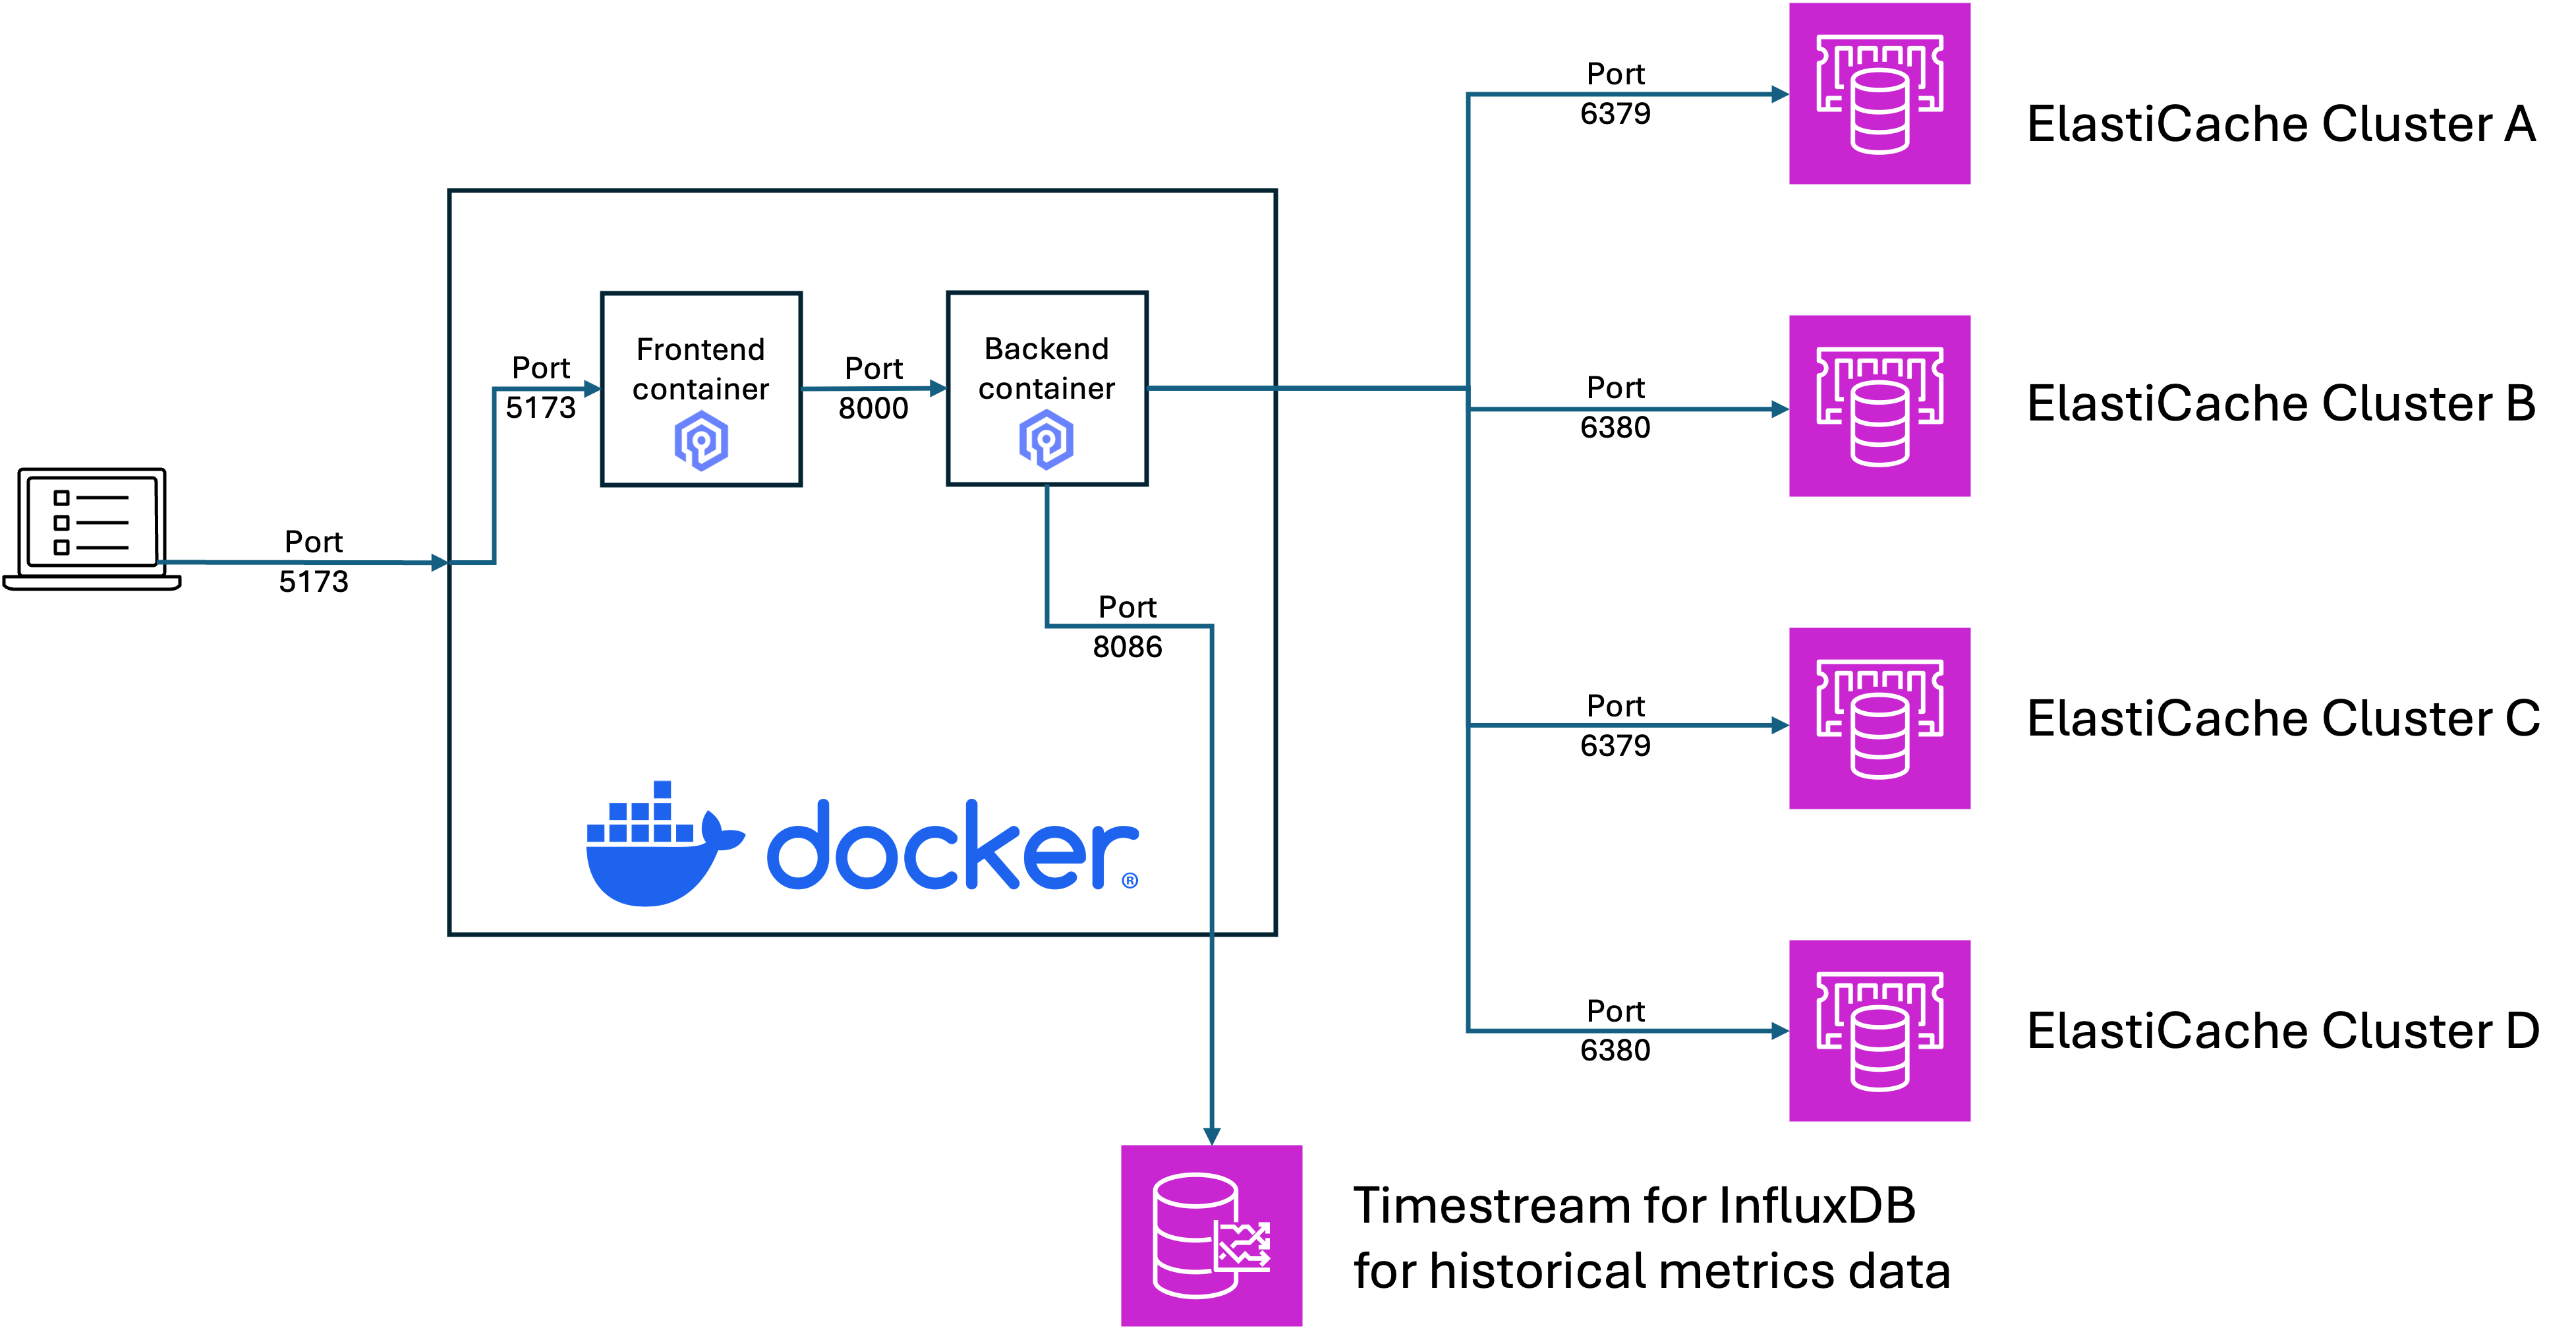 Port
6379
ElastiCache Cluster A
Frontend
container
Backend
container
Port
5173
Port
8000
Port
6380
ElastiCache Cluster B
Port
5173
Port
8086
Port
6379
ElastiCache Cluster C
docker®
Port
6380
ElastiCache Cluster D
Timestream for InfluxDB
for historical metrics data